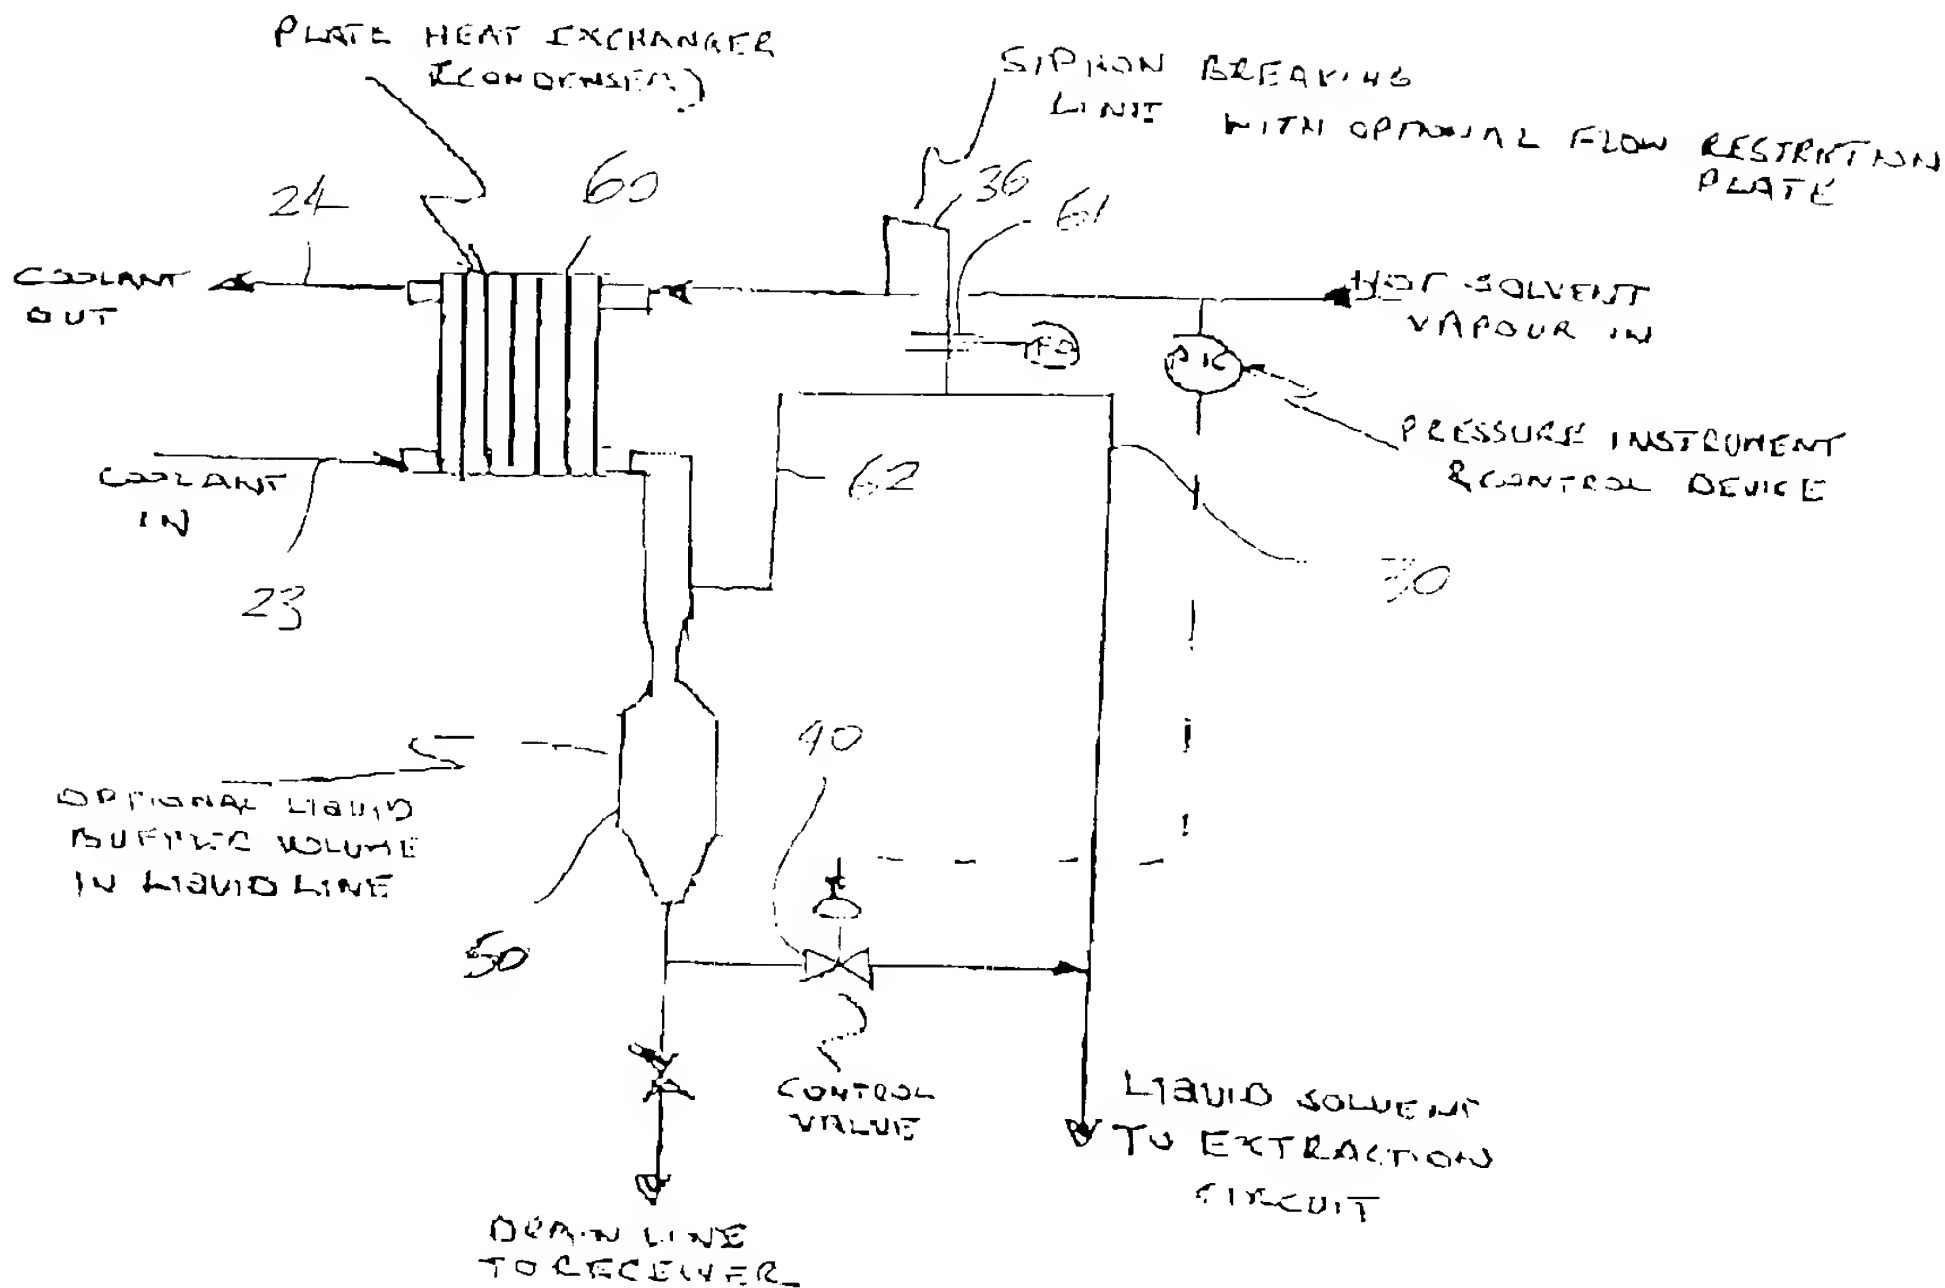 PLATE HEAT EXCHANGER
(CONDENSER)
SIPHON BREAKING
LINE WITH OPTIONAL FLOW RESTRICTION
PLATE
24
60
36
61
COOLANT
OUT
HOT SOLVENT
VAPOUR IN
PIC
COOLANT
IN
62
PRESSURE INSTRUMENT
& CONTROL DEVICE
23
30
40
OPTIONAL LIQUID
BUFFER VOLUME
IN LIQUID LINE
50
CONTROL
VALUE
LIQUID SOLVENT
TO EXTRACTION
CIRCUIT
DRAIN LINE
TO RECEIVER